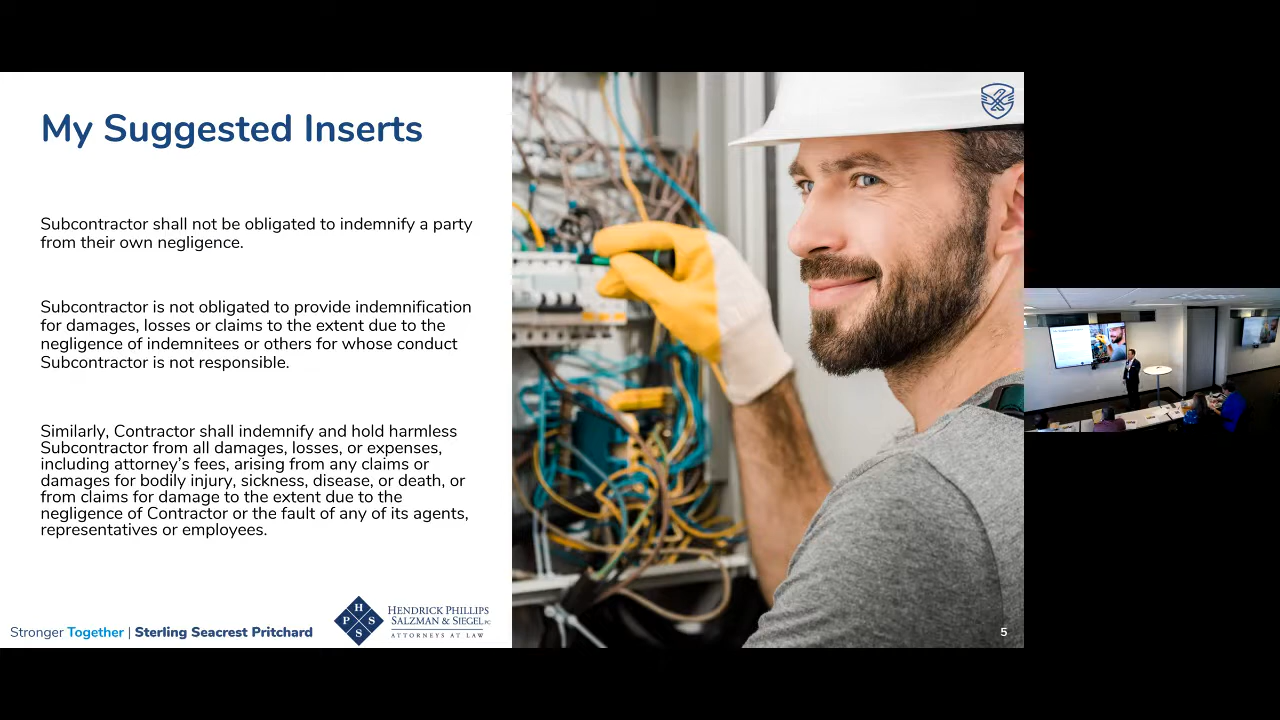 My Suggested Inserts
Subcontractor shall not be obligated to indemnify a party
from their own negligence.
Subcontractor is not obligated to provide indemnification
for damages, losses or claims to the extent due to the
negligence of indemnitees or others for whose conduct
Subcontractor is not responsible.
Similarly, Contractor shall indemnify and hold harmless
Subcontractor from all damages, losses, or expenses,
including attorney's fees, arising from any claims or
damages for bodily injury, sickness, disease, or death, or
from claims for damage to the extent due to the
negligence of Contractor or the fault of any of its agents,
representatives or employees.
Stronger Together | Sterling Seacrest Pritchard
H
P S
S
HENDRICK PHILLIPS
SALZMAN & SIEGEL PC
ATTORNEYS AT LAW
5